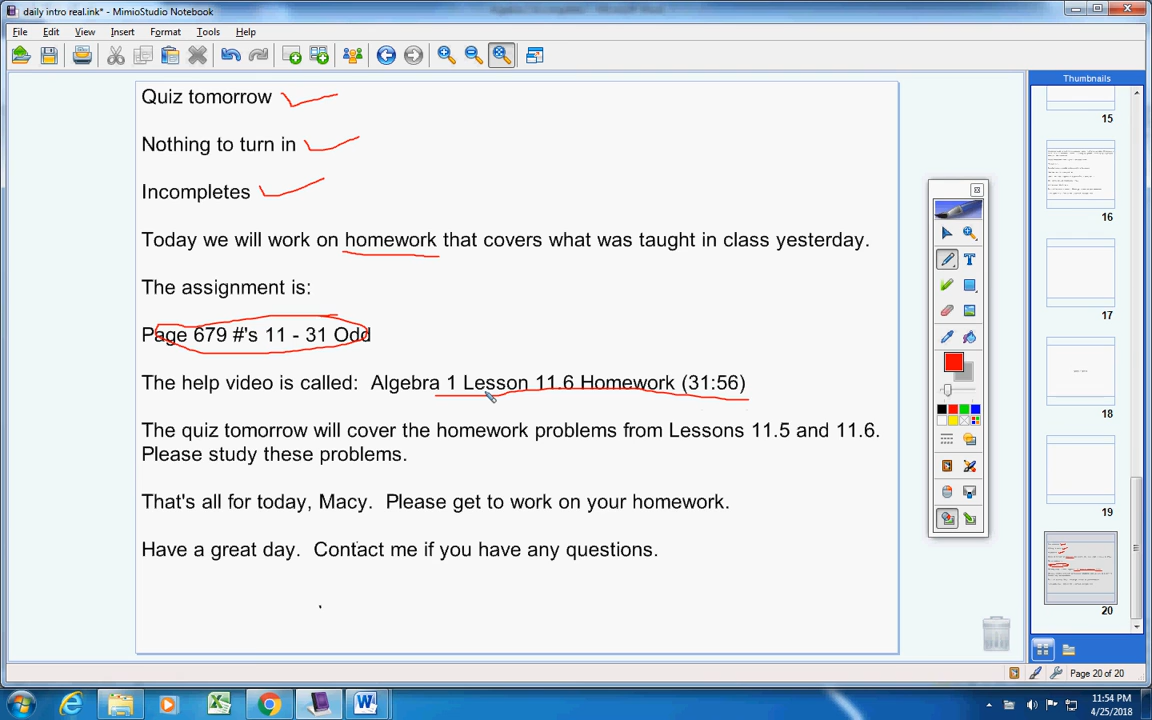 daily intro real.ink* - MimioStudio Notebook
File Edit View Insert Format Tools Help
Quiz tomorrow
Nothing to turn in
Incompletes
Today we will work on homework that covers what was taught in class yesterday.
The assignment is:
Page 679 #'s 11 - 31 Odd
The help video is called:  Algebra 1 Lesson 11.6 Homework (31:56)
The quiz tomorrow will cover the homework problems from Lessons 11.5 and 11.6.
Please study these problems.
That's all for today, Macy.  Please get to work on your homework.
Have a great day.  Contact me if you have any questions.
Thumbnails
15
16
17
18
19
20
Page 20 of 20
11:54 PM
4/25/2018